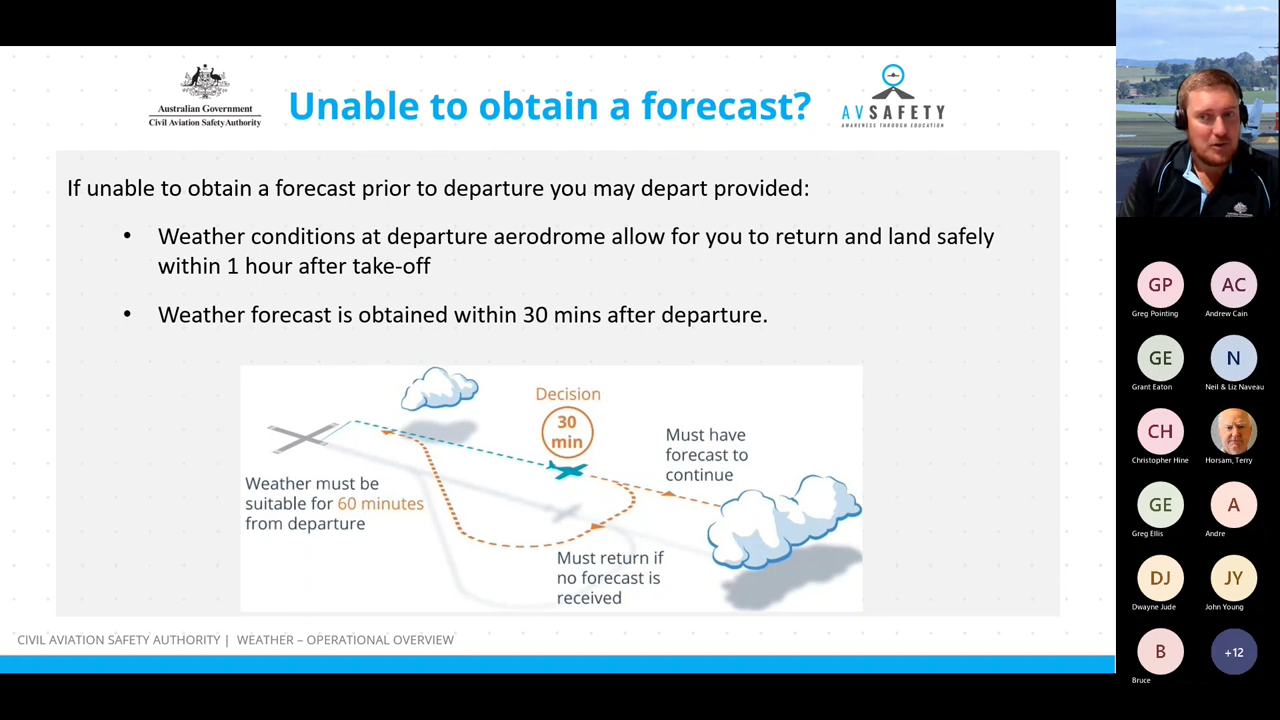 Australian Government
Civil Aviation Safety Authority
Unable to obtain a forecast?
AVSAFETY
AWARENESS THROUGH EDUCATION
If unable to obtain a forecast prior to departure you may depart provided:
• Weather conditions at departure aerodrome allow for you to return and land safely
within 1 hour after take-off
• Weather forecast is obtained within 30 mins after departure.
Decision
30
min
Must have
forecast to
continue
Weather must be
suitable for 60 minutes
from departure
Must return if
no forecast is
received
CIVIL AVIATION SAFETY AUTHORITY | WEATHER – OPERATIONAL OVERVIEW
GP
Greg Pointing
AC
Andrew Cain
GE
Grant Eaton
N
Neil & Liz Naveau
CH
Christopher Hine
Horsam, Terry
GE
Greg Ellis
A
Andre
DJ
Dwayne Jude
JY
John Young
B
Bruce
+12